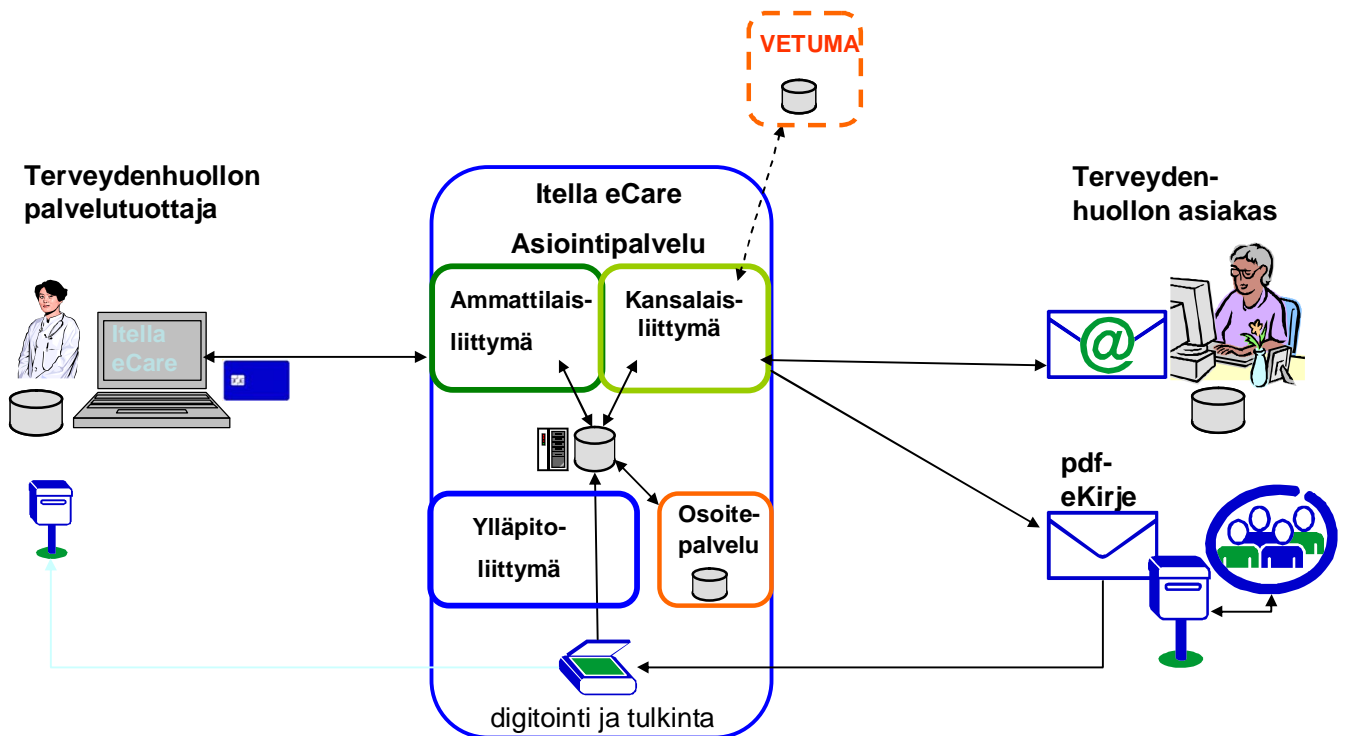 VETUMA
Terveydenhuollon
palvelutuottaja
Itella eCare
Asiointipalvelu
Terveyden-
huollon asiakas
Ammattilais-
liittymä
Kansalais-
liittymä
Itella
eCare
@
pdf-
eKirje
Ylläpito-
liittymä
Osoite-
palvelu
digitointi ja tulkinta